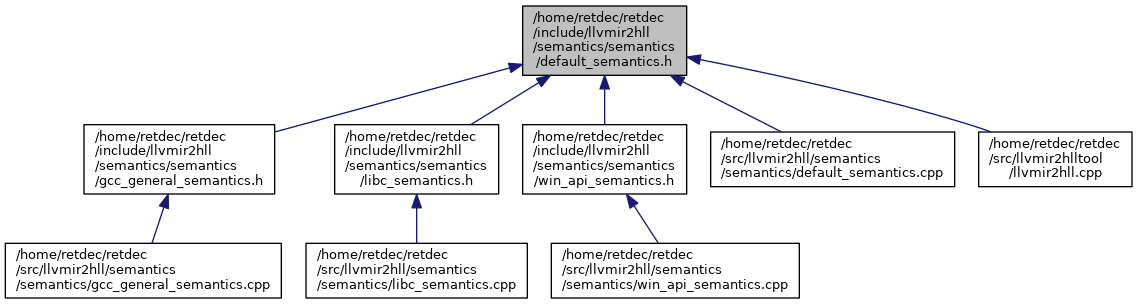 /home/retdec/retdec
/include/llvmir2hll
/semantics/semantics
/default_semantics.h
/home/retdec/retdec
/include/llvmir2hll
/semantics/semantics
/gcc_general_semantics.h
/home/retdec/retdec
/include/llvmir2hll
/semantics/semantics
/libc_semantics.h
/home/retdec/retdec
/include/llvmir2hll
/semantics/semantics
/win_api_semantics.h
/home/retdec/retdec
/src/llvmir2hll/semantics
/semantics/default_semantics.cpp
/home/retdec/retdec
/src/llvmir2hlltool
/llvmir2hll.cpp
/home/retdec/retdec
/src/llvmir2hll/semantics
/semantics/gcc_general_semantics.cpp
/home/retdec/retdec
/src/llvmir2hll/semantics
/semantics/libc_semantics.cpp
/home/retdec/retdec
/src/llvmir2hll/semantics
/semantics/win_api_semantics.cpp